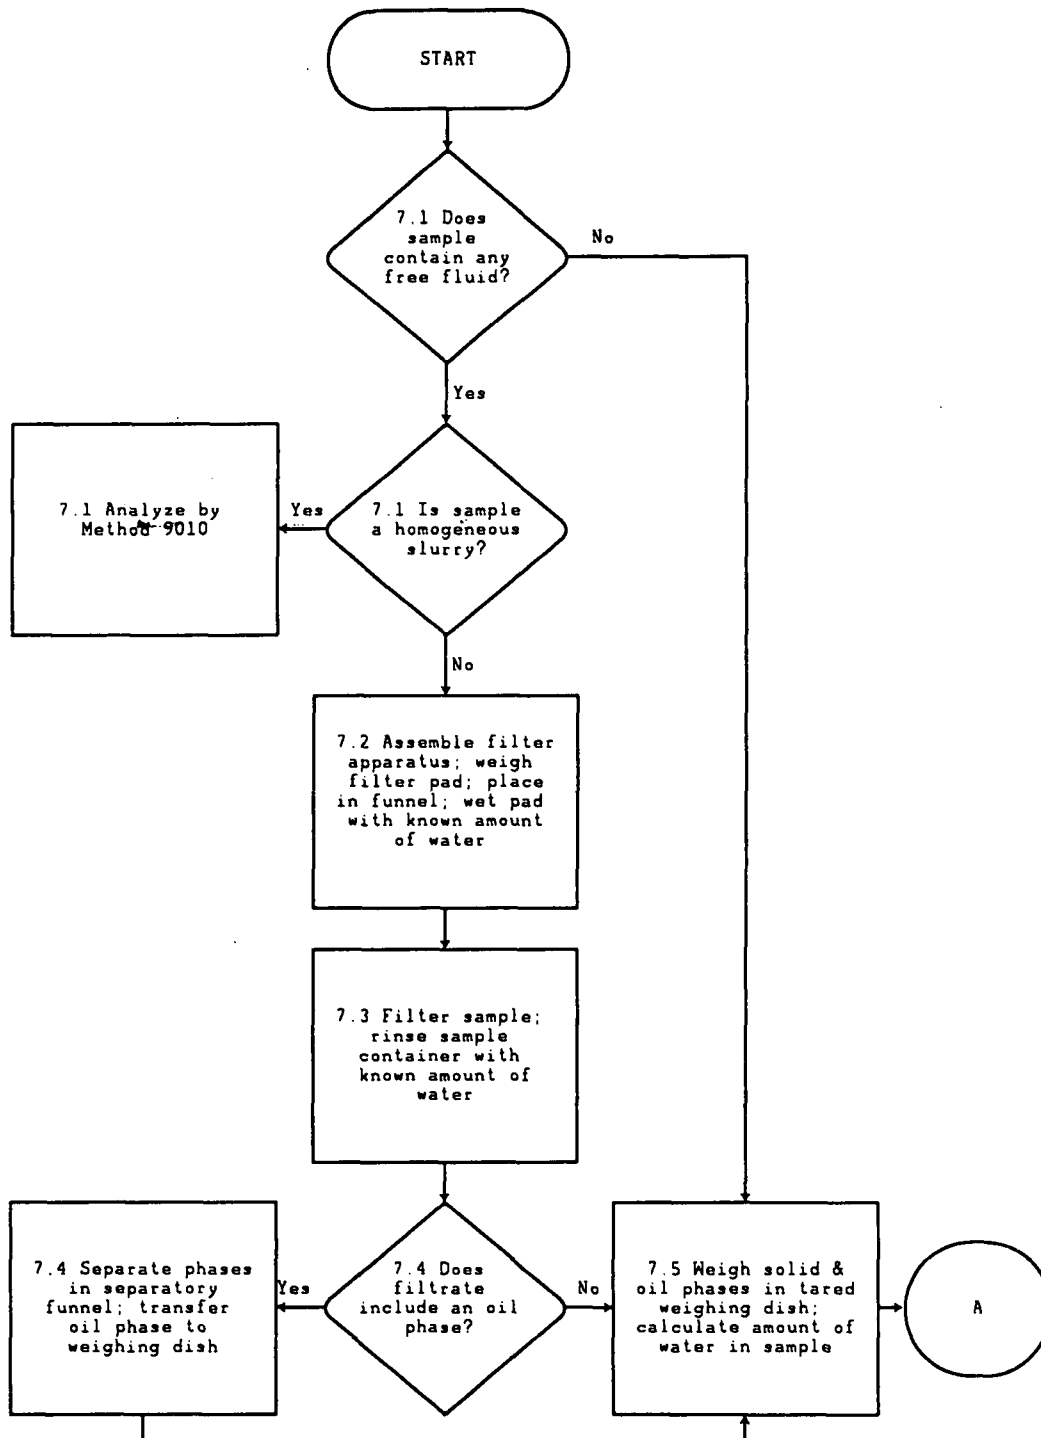 START
7.1 Does
sample
contain any
free fluid?
No
Yes
7.1 Analyze by
Method 9010
Yes
7.1 Is sample
a homogeneous
slurry?
No
7.2 Assemble filter
apparatus; weigh
filter pad; place
in funnel; wet pad
with known amount
of water
7.3 Filter sample;
rinse sample
container with
known amount of
water
7.4 Separate phases
in separatory
funnel; transfer
oil phase to
weighing dish
Yes
7.4 Does
filtrate
include an oil
phase?
No
7.5 Weigh solid &
oil phases in tared
weighing dish;
calculate amount of
water in sample
A